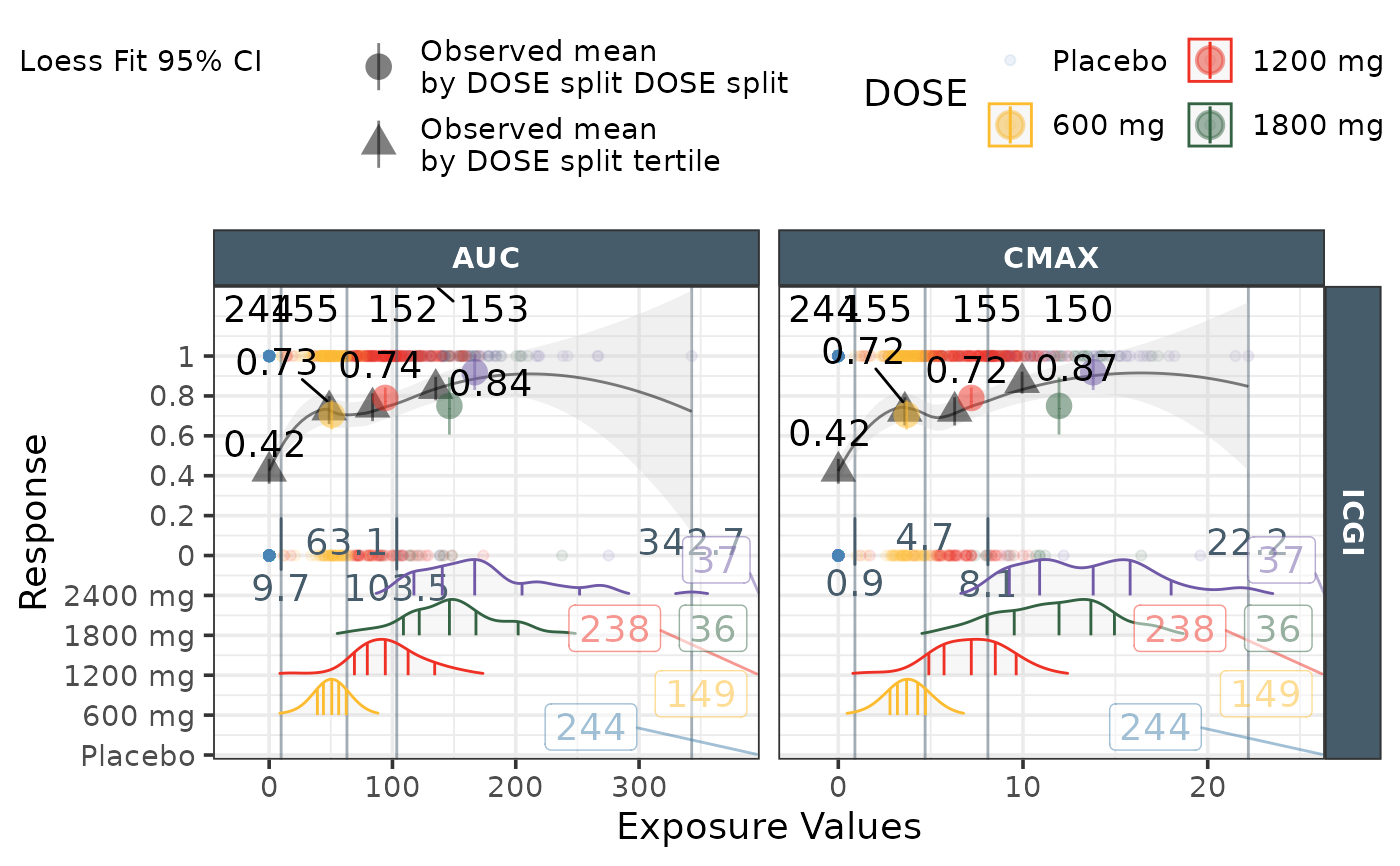 Loess Fit 95% CI
Observed mean
by DOSE split DOSE split
Observed mean
by DOSE split tertile
DOSE
Placebo
1200 mg
600 mg
1800 mg
AUC
CMAX
244
155
152
153
244
155
155
150
0.73
0.74
0.84
0.42
0.72
0.72
0.87
0.42
63.1
342.7
9.7
103.5
4.7
22.2
0.9
8.1
37
238
36
149
244
37
238
36
149
244
Response
1
0.8
0.6
0.4
0.2
0
2400 mg
1800 mg
1200 mg
600 mg
Placebo
ICGI
0
100
200
300
0
10
20
Exposure Values